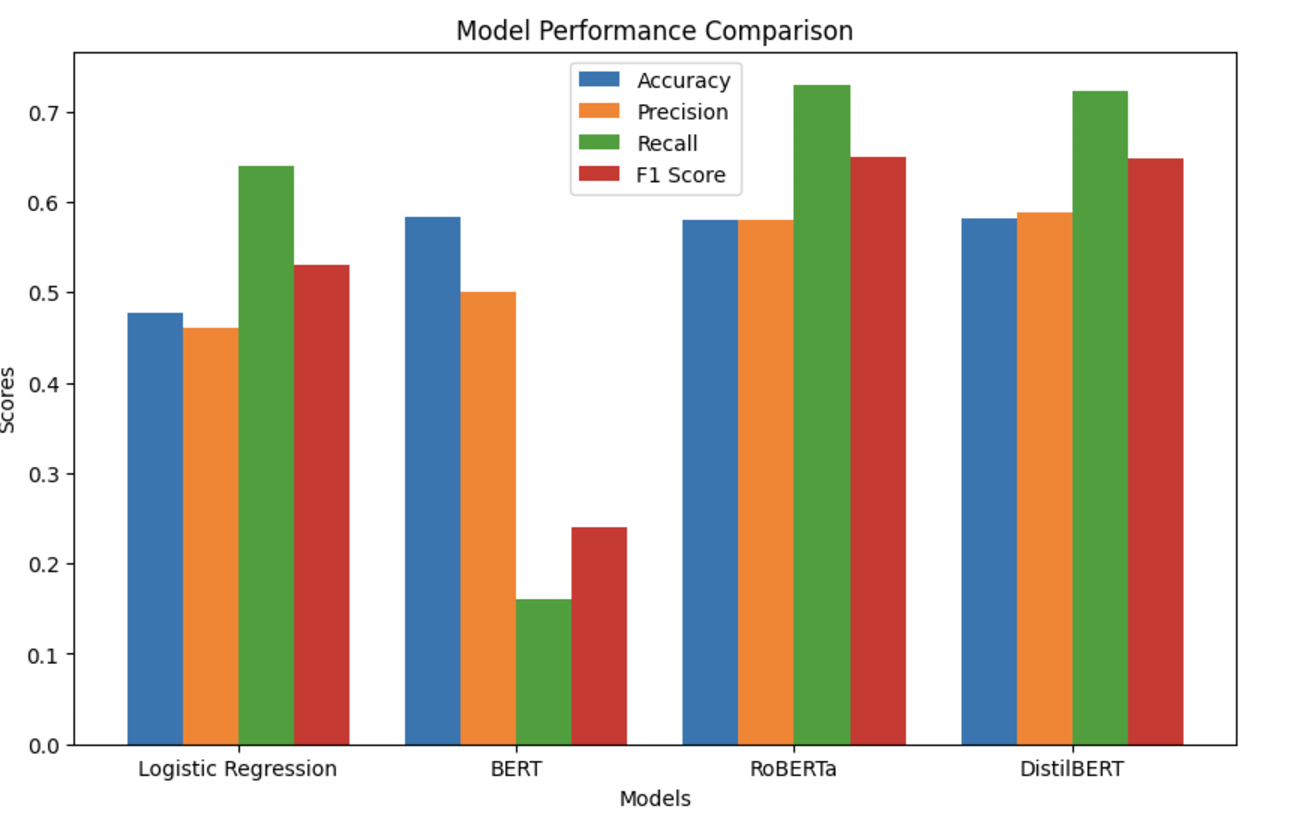 Model Performance Comparison
Accuracy
Precision
Recall
F1 Score
0.7
0.6
0.5
0.4
0.3
0.2
0.1
0.0
Scores
Logistic Regression BERT RoBERTa DistilBERT
Models